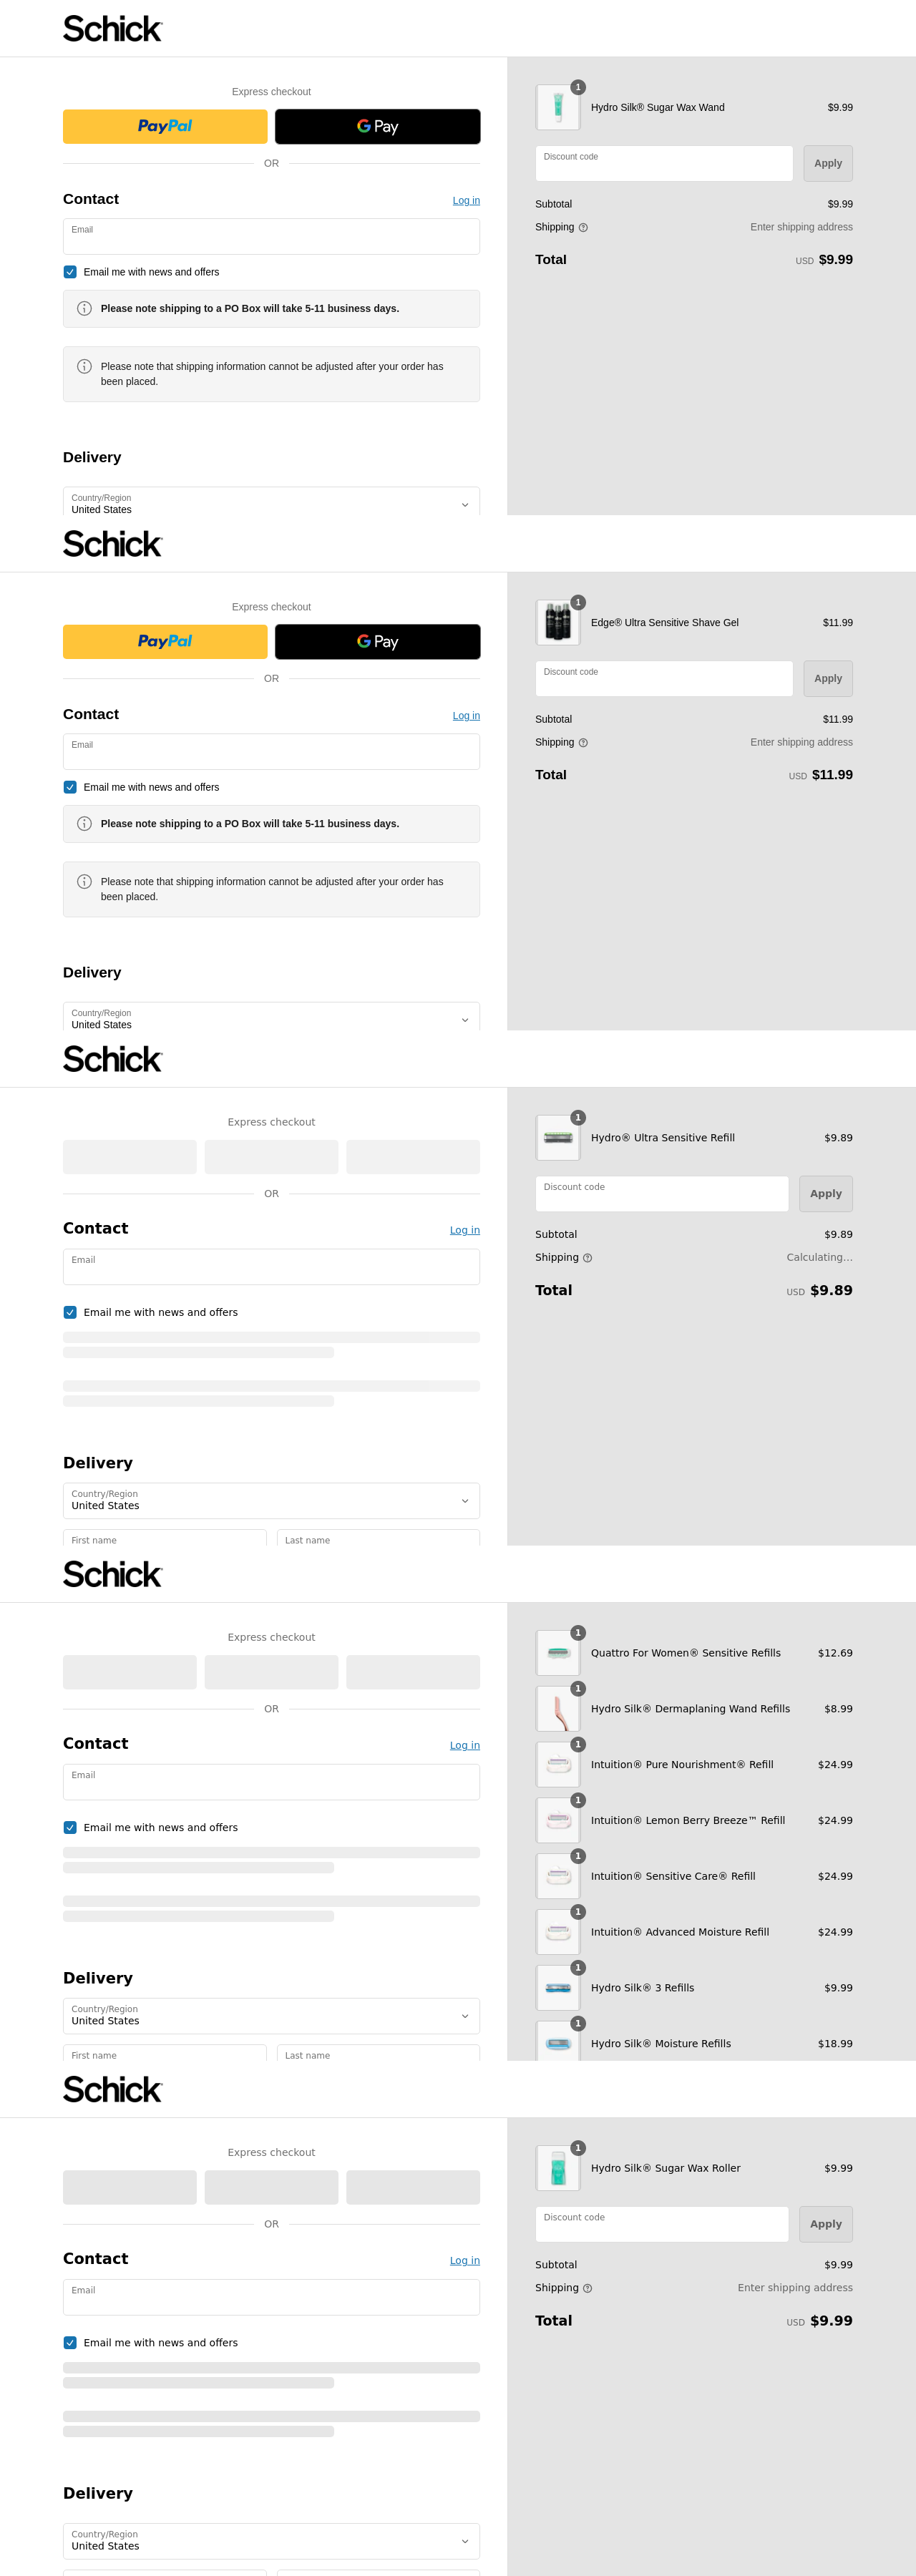 Schick
Express checkout
PayPal
G Pay
OR
Contact
Log in
Email
Email me with news and offers
Please note shipping to a PO Box will take 5-11 business days.
Please note that shipping information cannot be adjusted after your order has
been placed.
Delivery
Country/Region
United States
1
Hydro Silk® Sugar Wax Wand
$9.99
Discount code
Apply
Subtotal
$9.99
Shipping
Enter shipping address
Total
USD $9.99
Schick
Express checkout
PayPal
G Pay
OR
Contact
Log in
Email
Email me with news and offers
Please note shipping to a PO Box will take 5-11 business days.
Please note that shipping information cannot be adjusted after your order has
been placed.
Delivery
Country/Region
United States
1
Edge® Ultra Sensitive Shave Gel
$11.99
Discount code
Apply
Subtotal
$11.99
Shipping
Enter shipping address
Total
USD $11.99
Schick
Express checkout
OR
Contact
Log in
Email
Email me with news and offers
Delivery
Country/Region
United States
First name
Last name
1
Hydro® Ultra Sensitive Refill
$9.89
Discount code
Apply
Subtotal
$9.89
Shipping
Calculating...
Total
USD $9.89
Schick
Express checkout
OR
Contact
Log in
Email
Email me with news and offers
Delivery
Country/Region
United States
First name
Last name
1
Quattro For Women® Sensitive Refills
$12.69
1
Hydro Silk® Dermaplaning Wand Refills
$8.99
1
Intuition® Pure Nourishment® Refill
$24.99
1
Intuition® Lemon Berry Breeze™ Refill
$24.99
1
Intuition® Sensitive Care® Refill
$24.99
1
Intuition® Advanced Moisture Refill
$24.99
1
Hydro Silk® 3 Refills
$9.99
1
Hydro Silk® Moisture Refills
$18.99
Schick
Express checkout
OR
Contact
Log in
Email
Email me with news and offers
Delivery
Country/Region
United States
1
Hydro Silk® Sugar Wax Roller
$9.99
Discount code
Apply
Subtotal
$9.99
Shipping
Enter shipping address
Total
USD $9.99